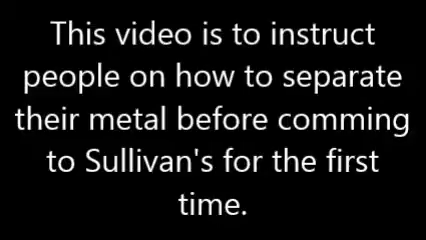 This video is to instruct
people on how to separate
their metal before comming
to Sullivan's for the first
time.